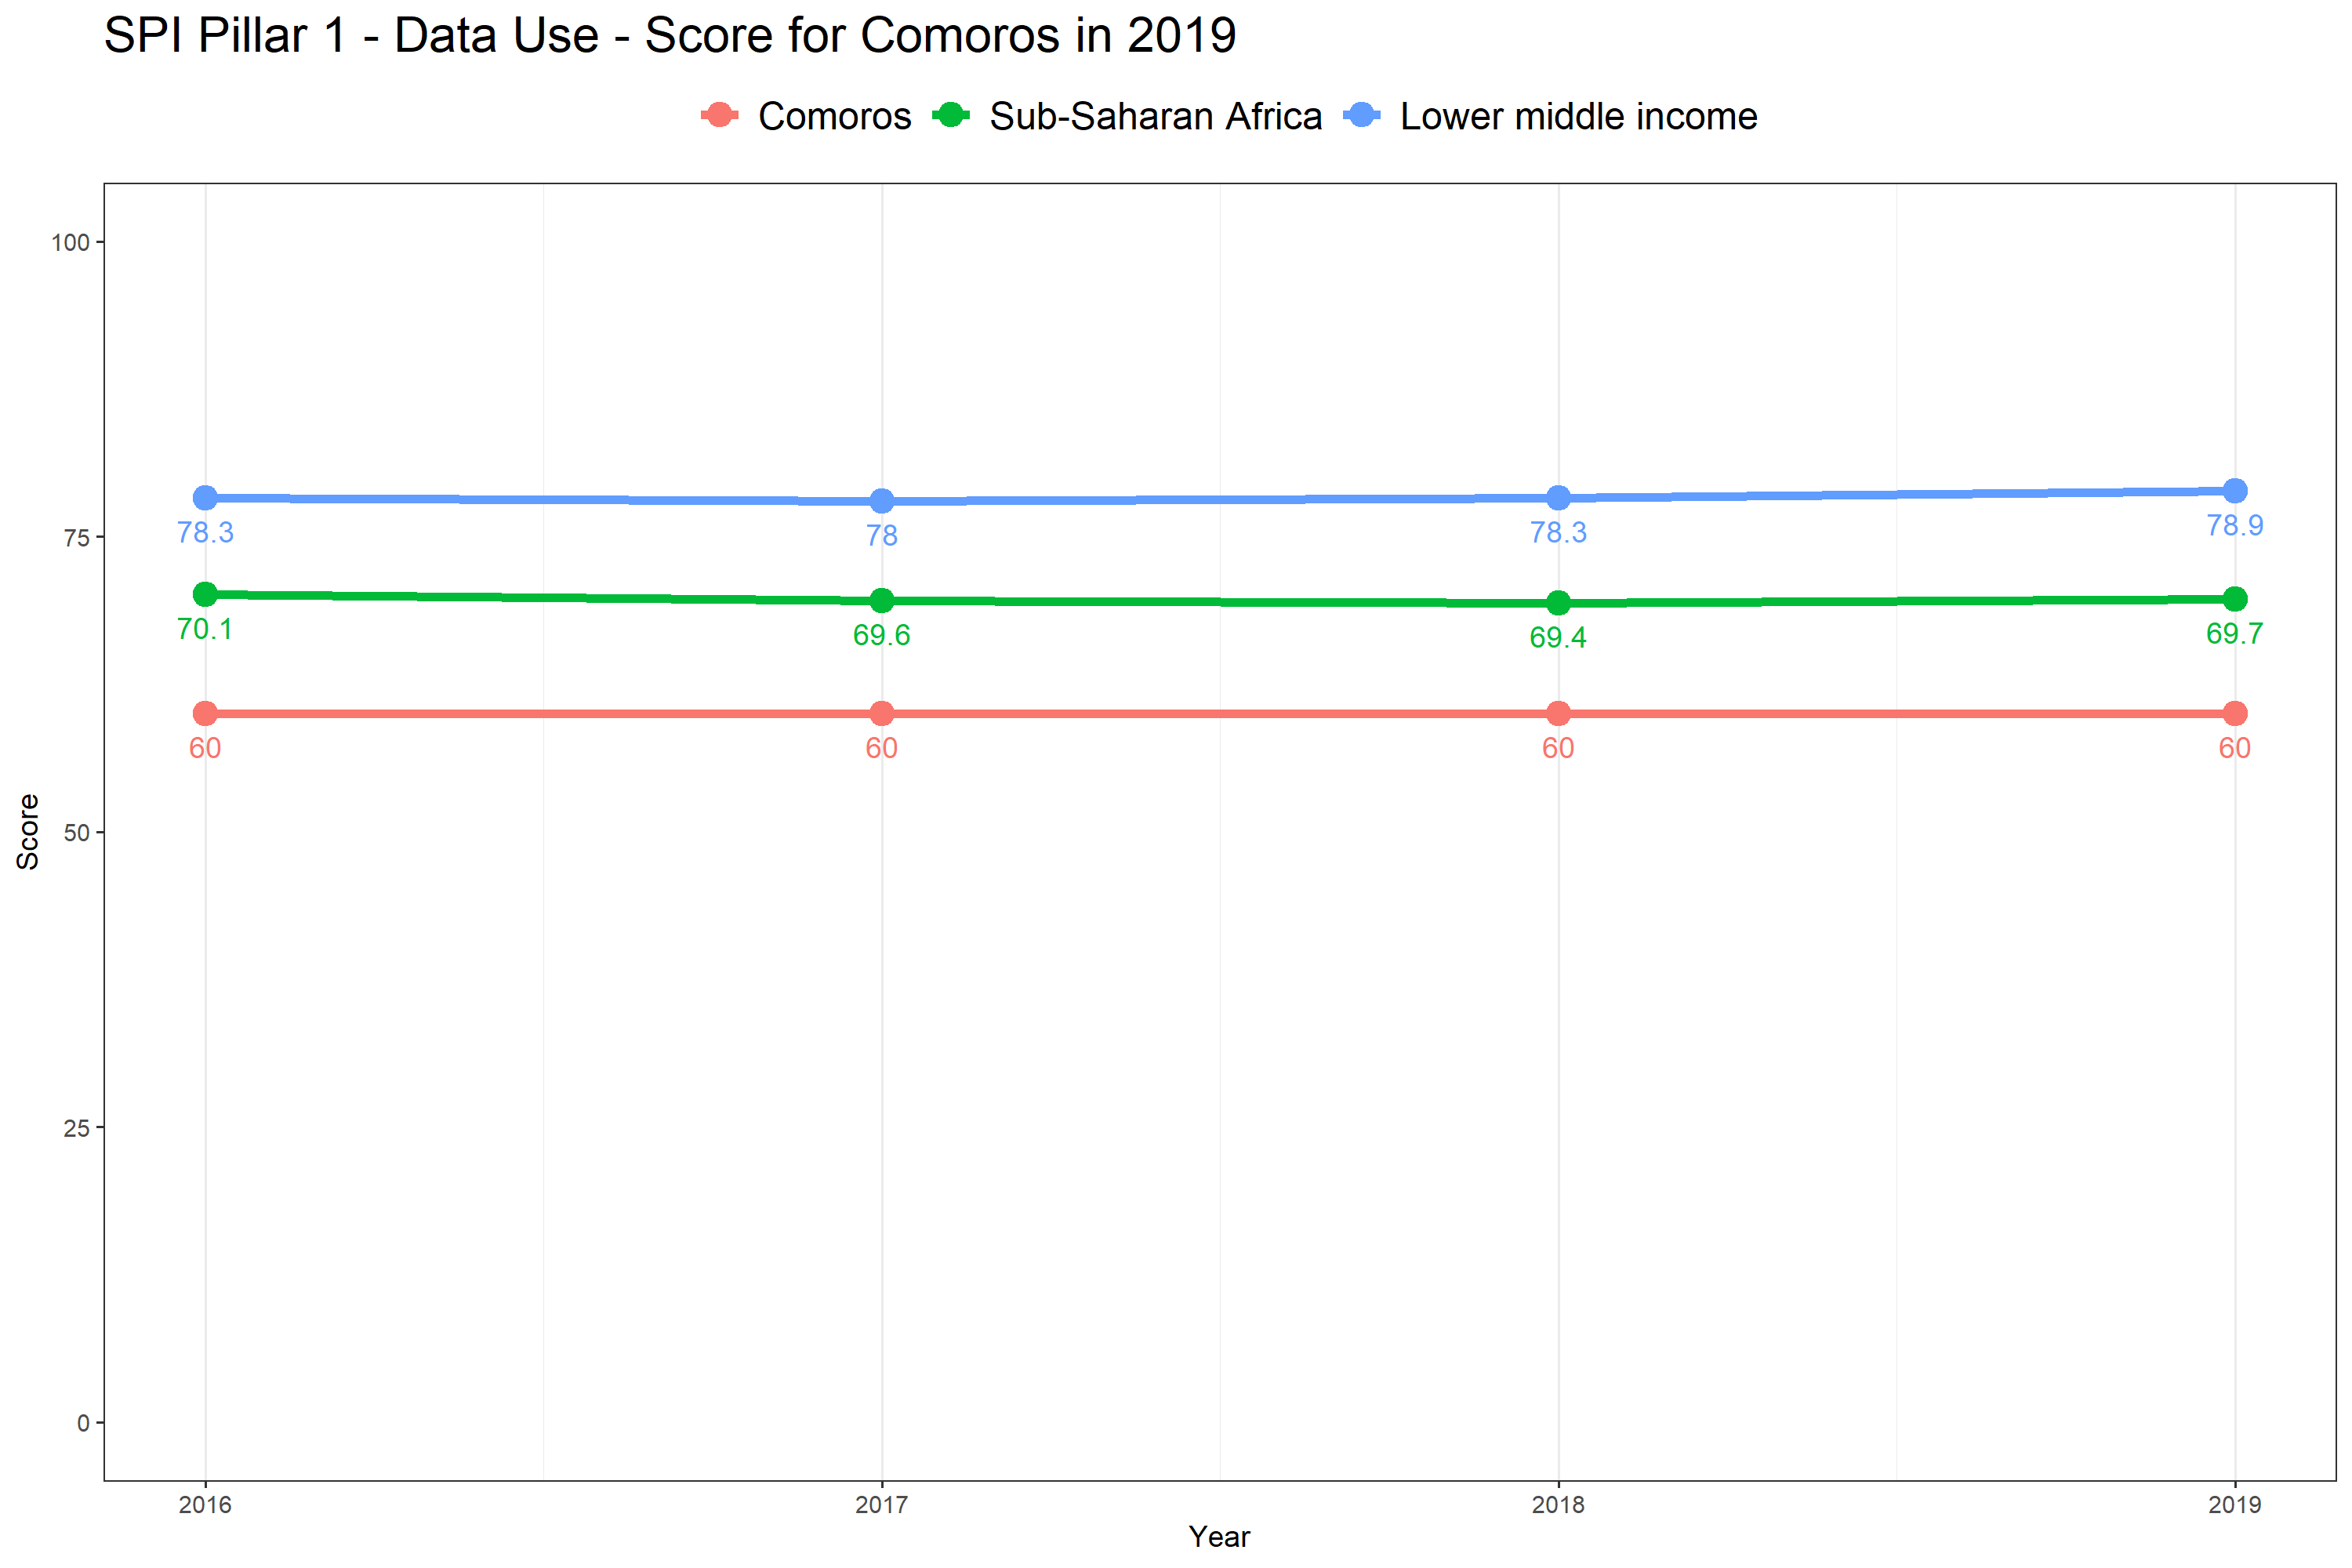 SPI Pillar 1 - Data Use - Score for Comoros in 2019
Comoros Sub-Saharan Africa Lower middle income
100
75
50
25
0
Score
78.3 78 78.3 78.9
70.1 69.6 69.4 69.7
60 60 60 60
2016 2017 2018 2019
Year